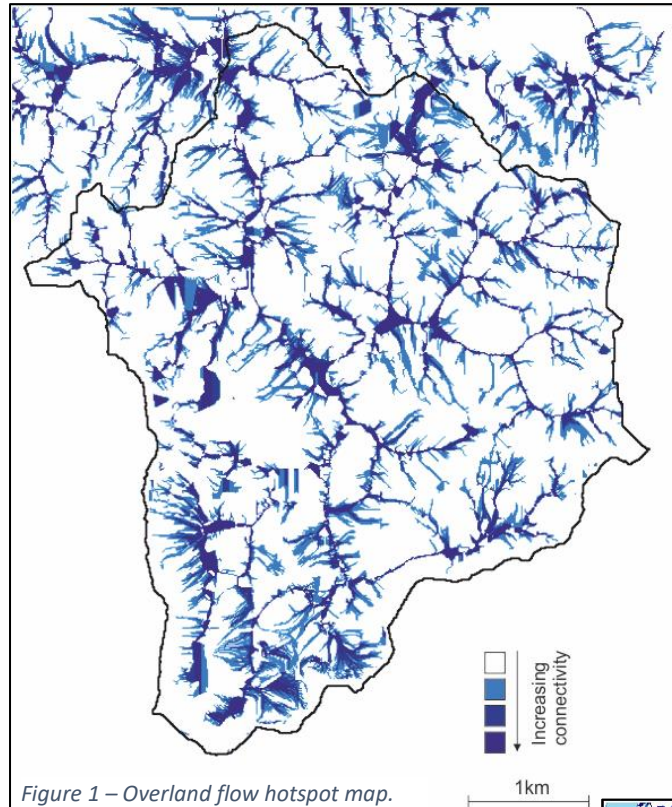 Increasing
connectivity
1km
Figure 1 – Overland flow hotspot map.